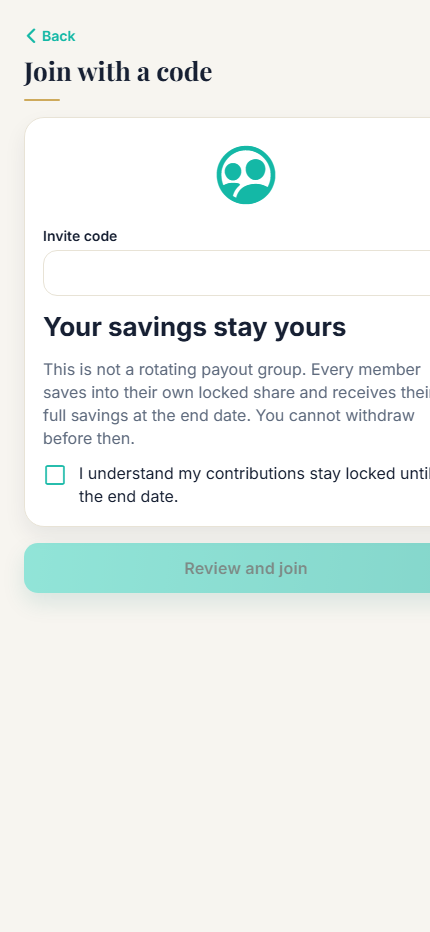 Back
Join with a code
Invite code
Your savings stay yours
This is not a rotating payout group. Every member
saves into their own locked share and receives their
full savings at the end date. You cannot withdraw
before then.
I understand my contributions stay locked until
the end date.
Review and join